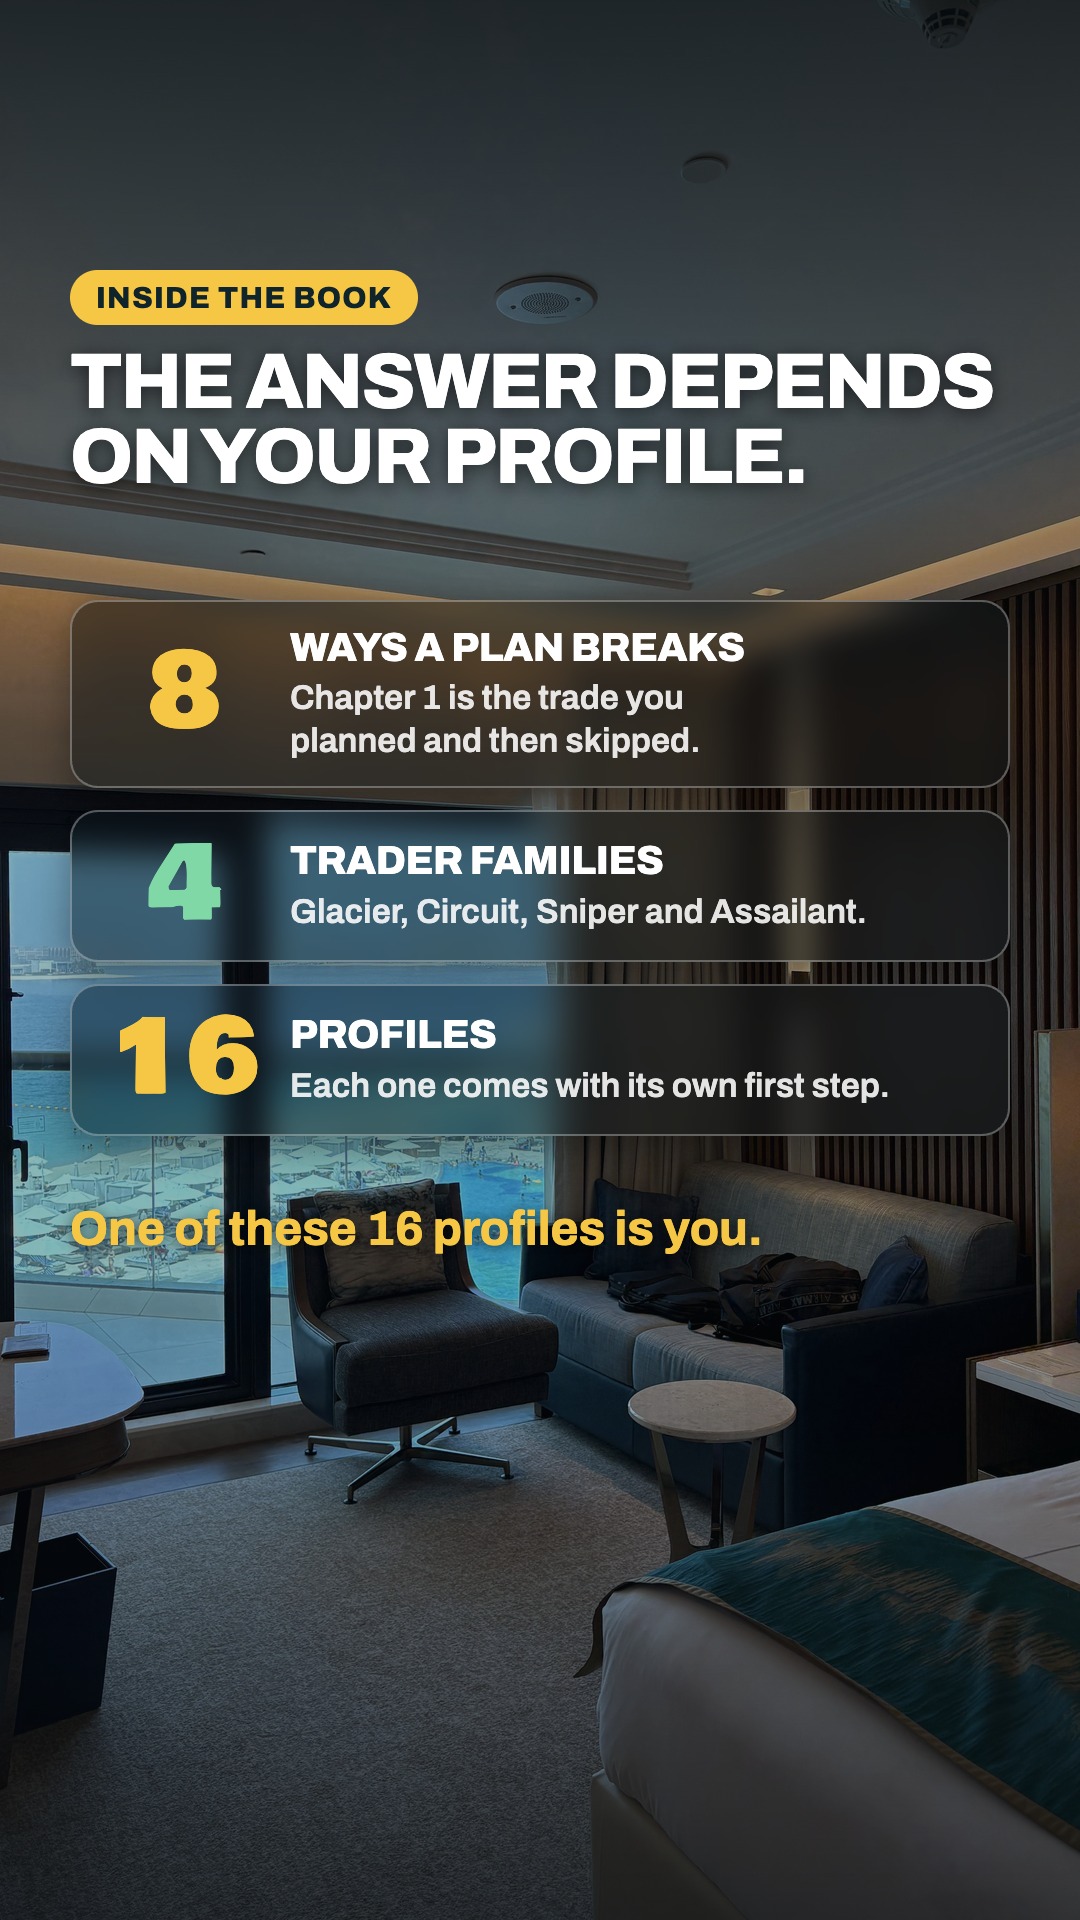 INSIDE THE BOOK
THE ANSWER DEPENDS
ON YOUR PROFILE.
8
WAYS A PLAN BREAKS
Chapter 1 is the trade you
planned and then skipped.
4
TRADER FAMILIES
Glacier, Circuit, Sniper and Assailant.
16
PROFILES
Each one comes with its own first step.
One of these 16 profiles is you.